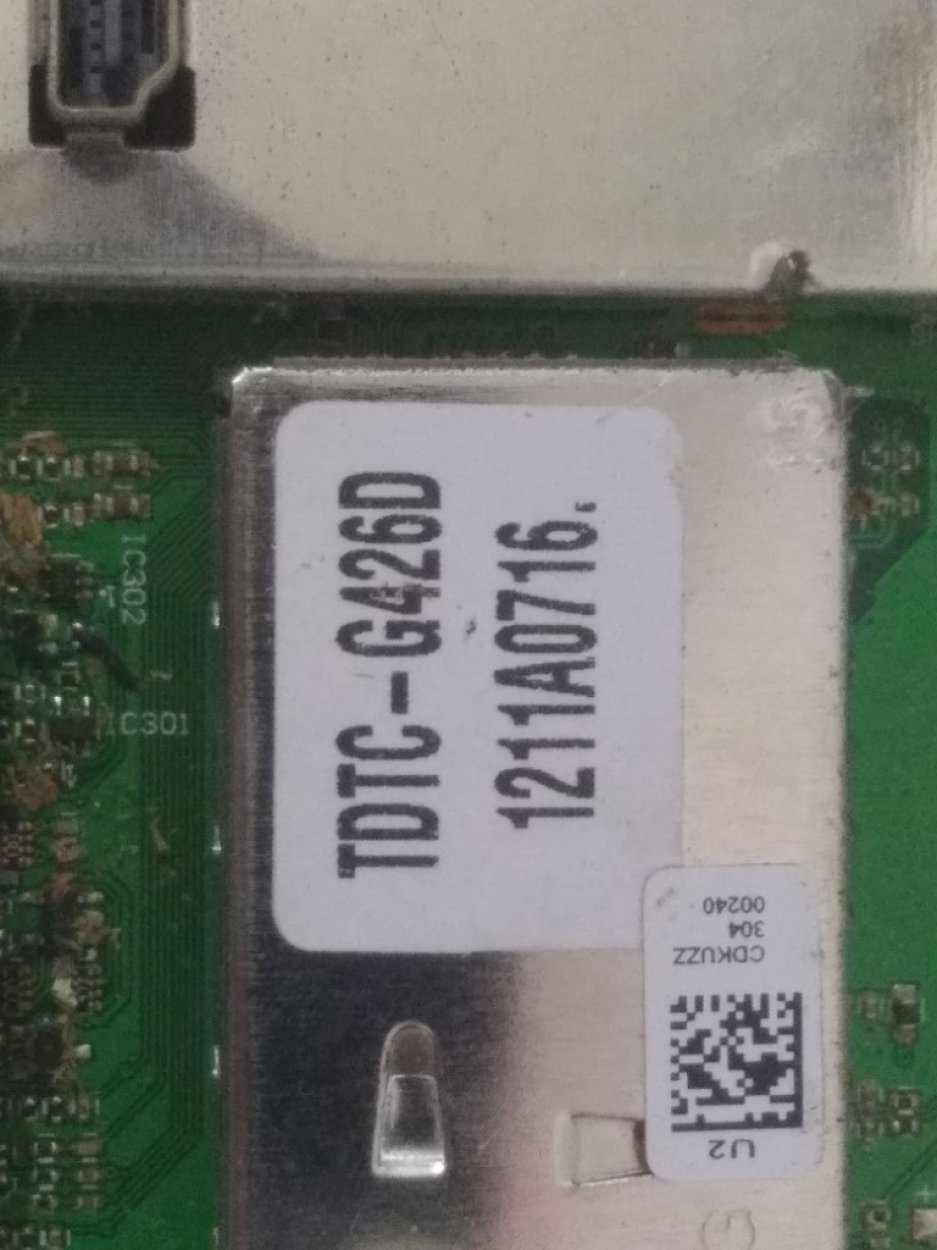 TDTC-G426D
1211A0716.
IC302
IC301
U2
CDKUZZ
304
00240